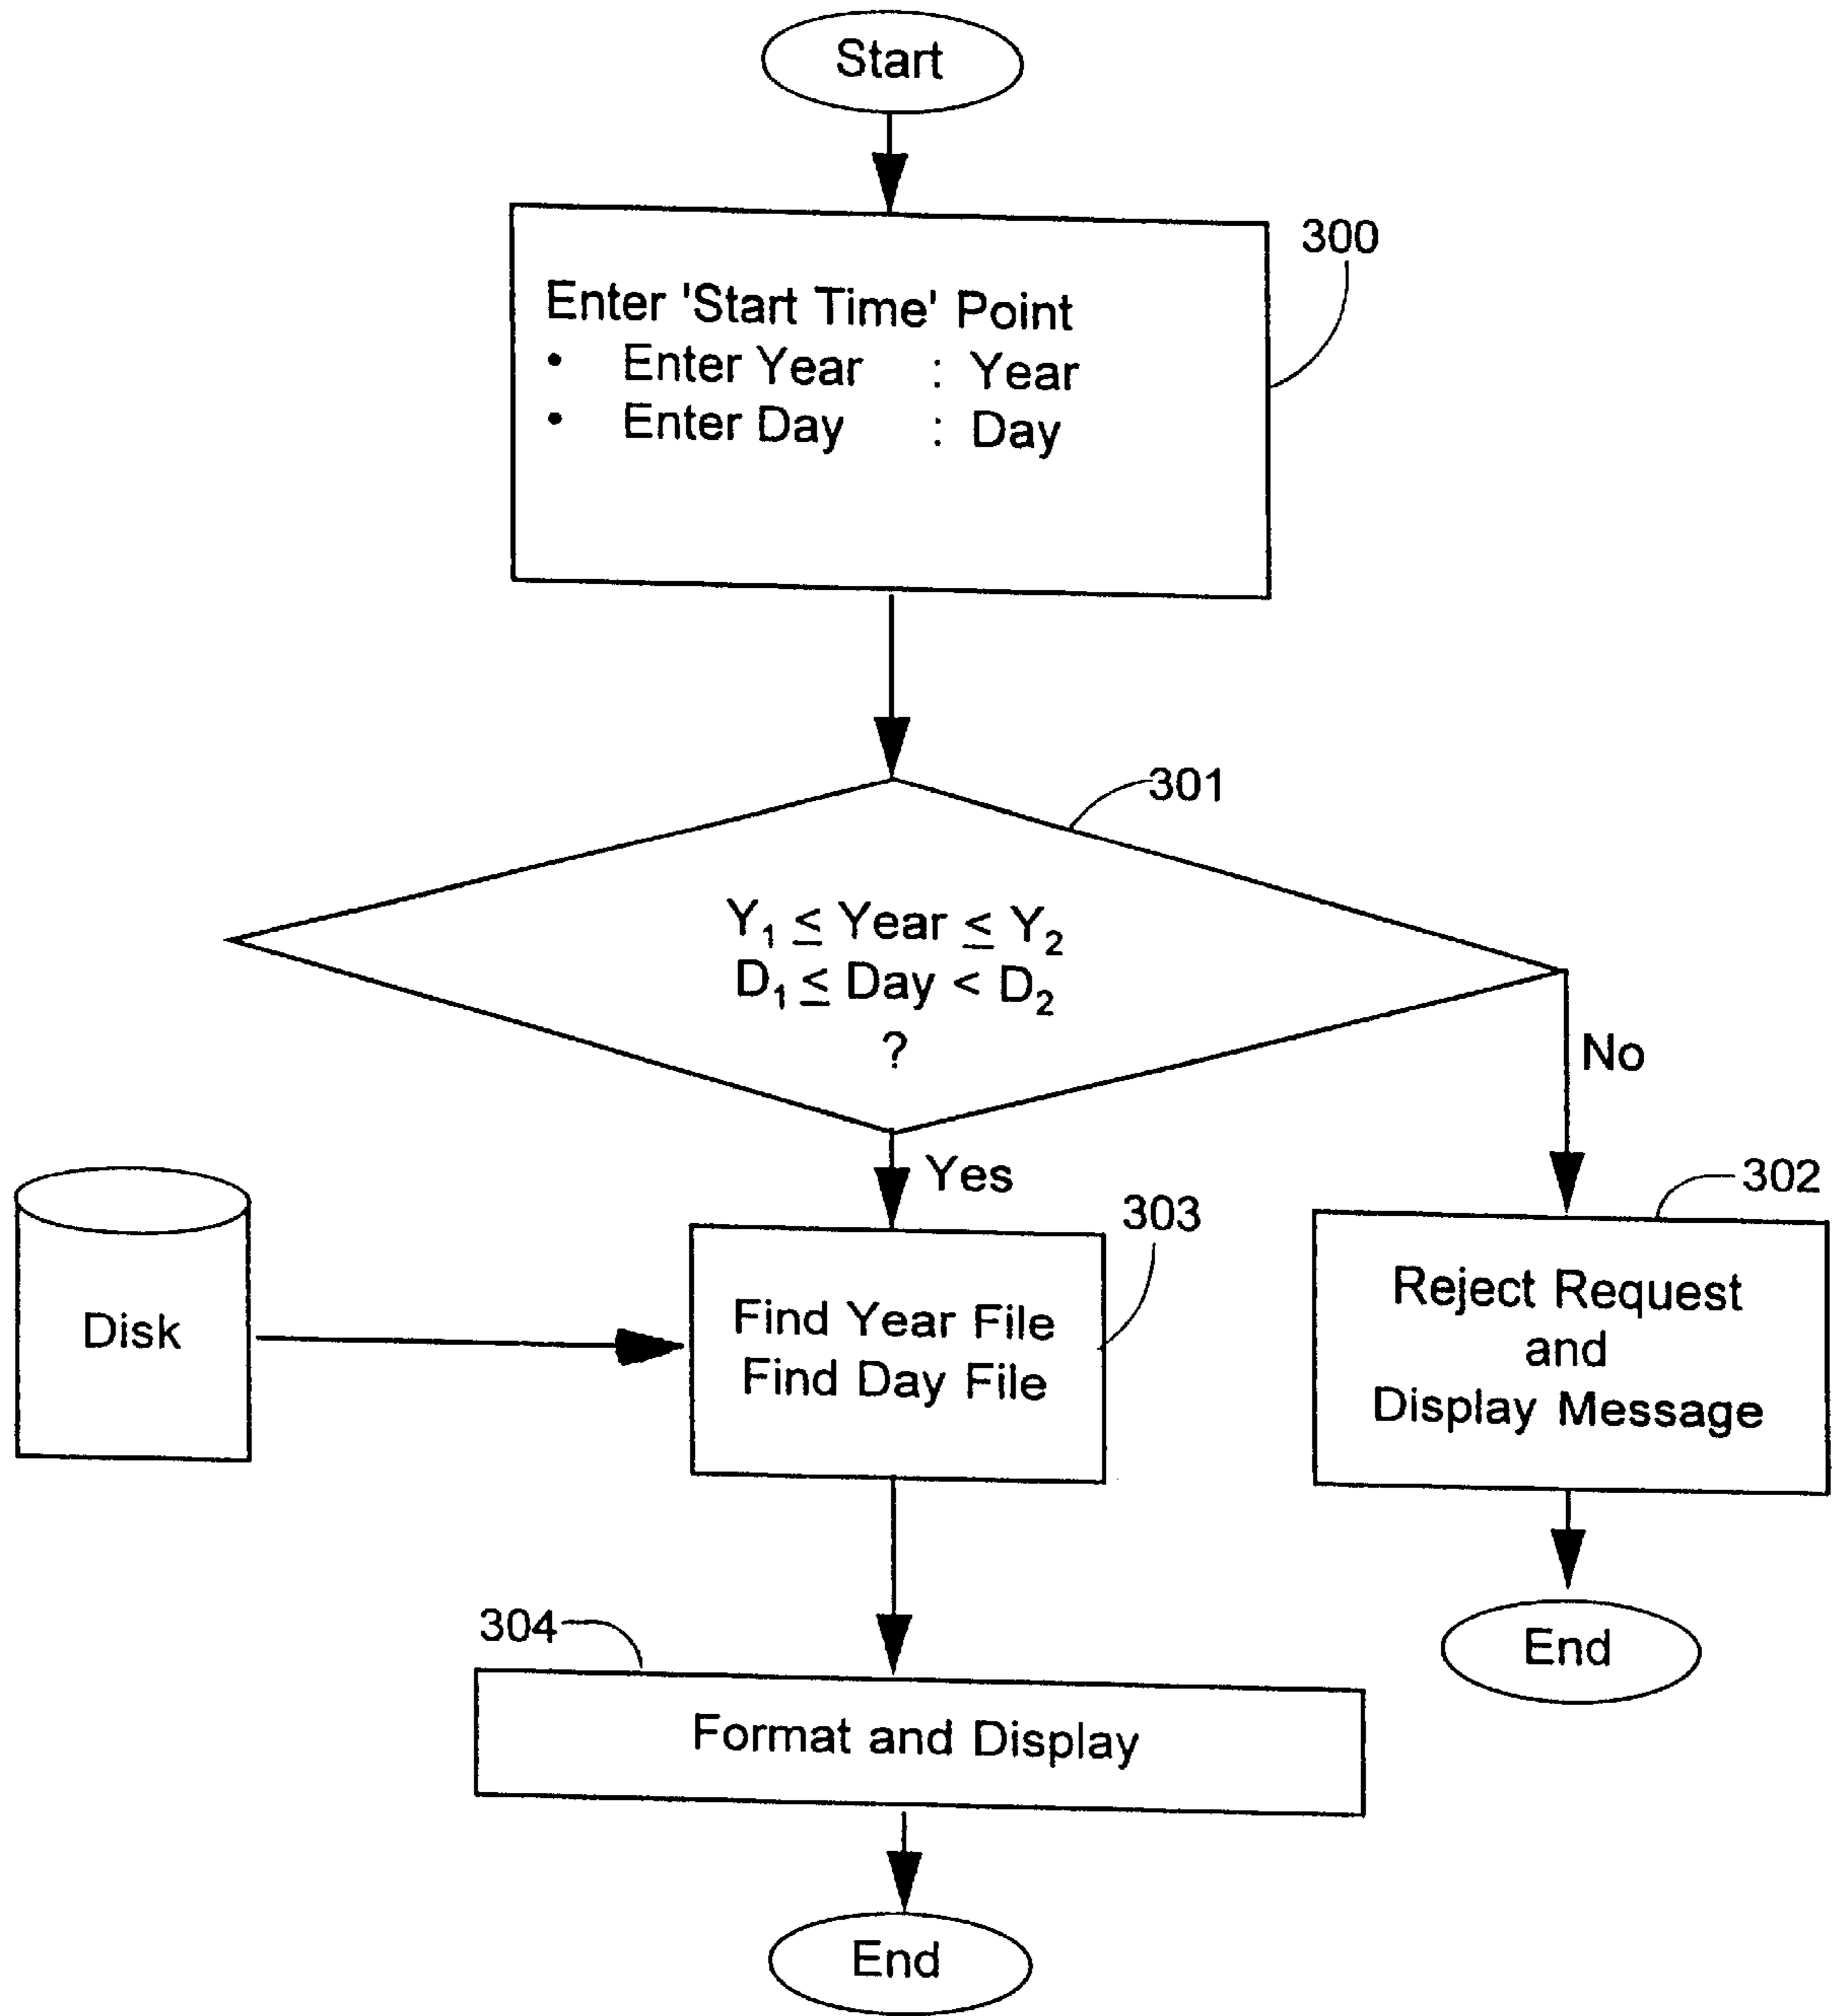 Start
300
Enter 'Start Time' Point
• Enter Year : Year
• Enter Day : Day
301
Y₁ ≤ Year ≤ Y₂
D₁ ≤ Day < D₂
?
No
Yes
302
303
Disk
Find Year File
Find Day File
Reject Request
and
Display Message
304
End
Format and Display
End